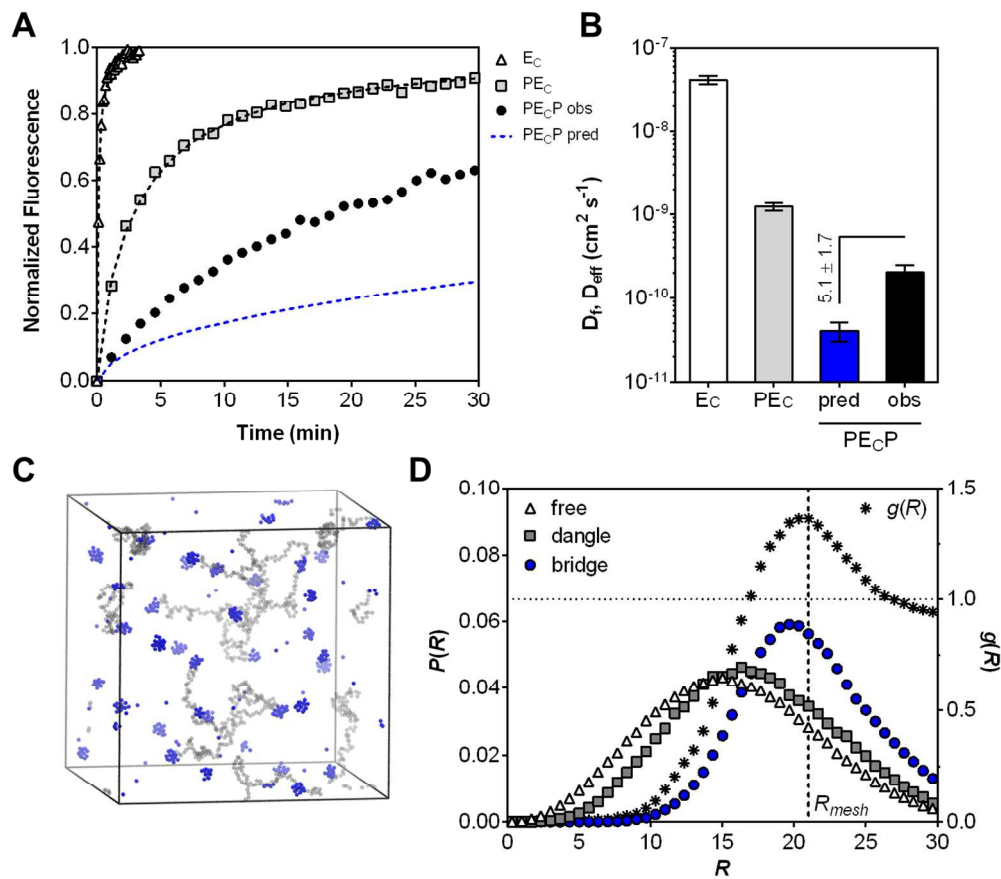 A
Normalized Fluorescence
1.0
0.8
0.6
0.4
0.2
0.0
0 5 10 15 20 25 30
Time (min)
E_C
PE_C
PE_CP obs
PE_CP pred
B
D_f, D_eff (cm² s⁻¹)
10⁻⁷
10⁻⁸
10⁻⁹
10⁻¹⁰
10⁻¹¹
5.1 ± 1.7
E_C PE_C pred obs
PE_CP
C
D
P(R)
0.10
0.08
0.06
0.04
0.02
0.00
free
dangle
bridge
g(R)
R_mesh
0 5 10 15 20 25 30
R
1.5
1.0
0.5
0.0
g(R)